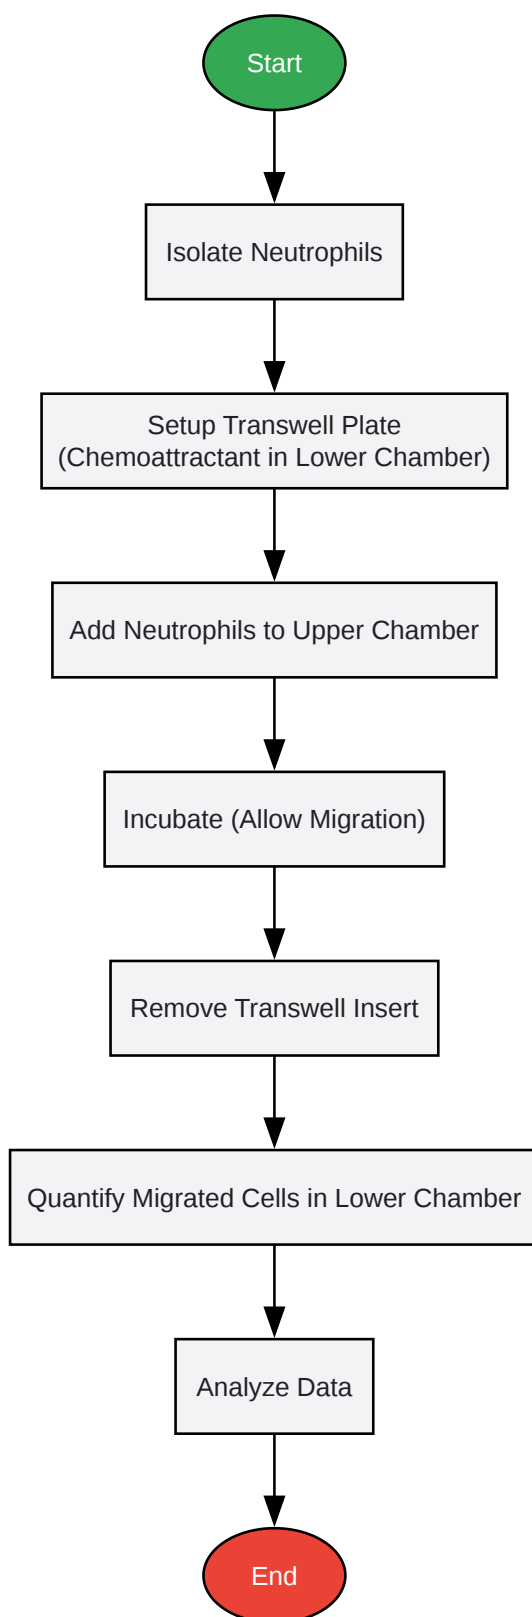 Start
Isolate Neutrophils
Setup Transwell Plate
(Chemoattractant in Lower Chamber)
Add Neutrophils to Upper Chamber
Incubate (Allow Migration)
Remove Transwell Insert
Quantify Migrated Cells in Lower Chamber
Analyze Data
End